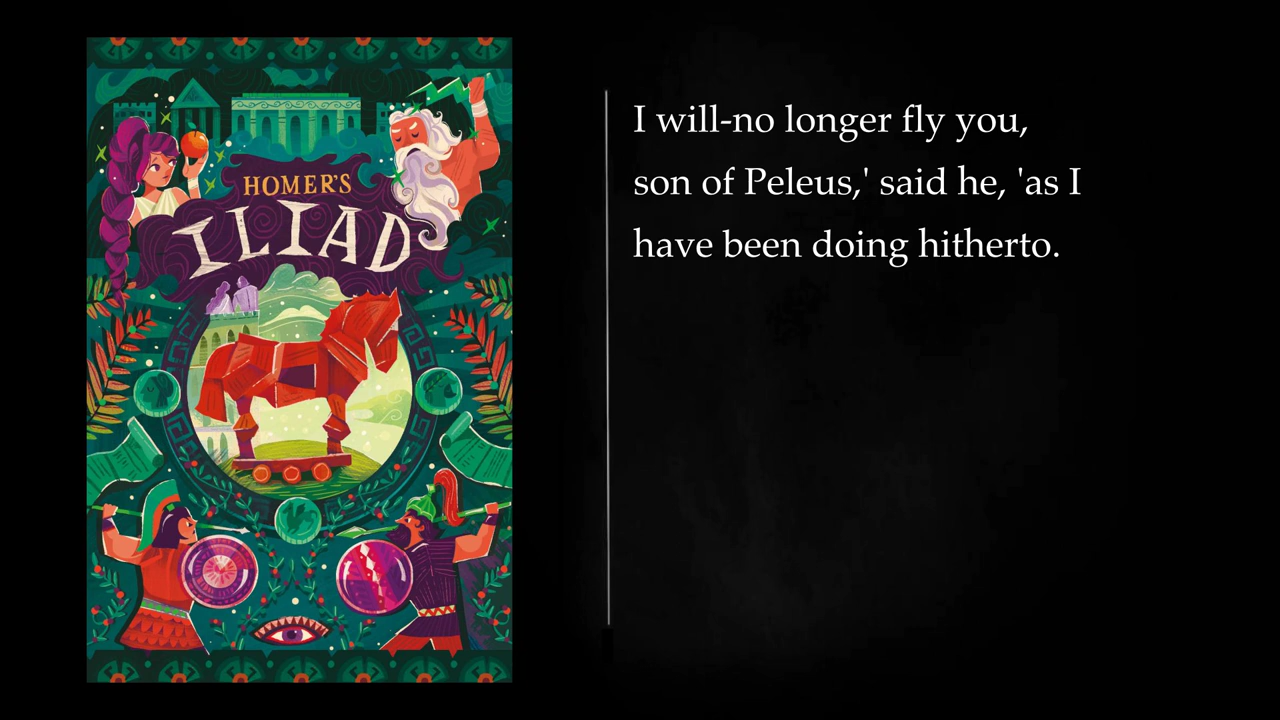 HOMER'S
ILIAD
I will-no longer fly you,
son of Peleus,' said he, 'as I
have been doing hitherto.